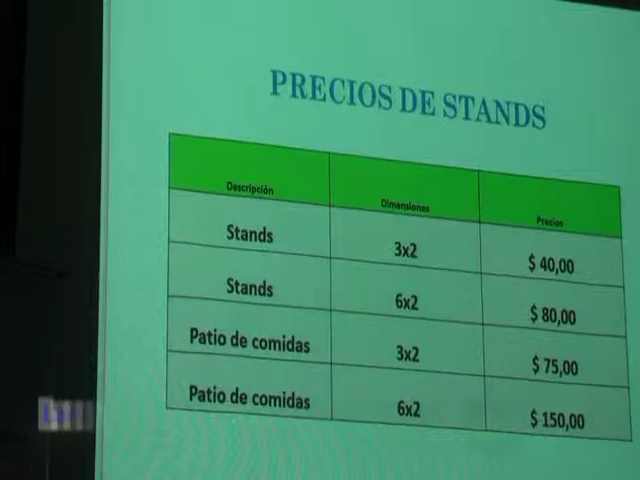 PRECIOS DE STANDS
Descripción Dimensiones Precios
Stands 3x2 $ 40,00
Stands 6x2 $ 80,00
Patio de comidas 3x2 $ 75,00
Patio de comidas 6x2 $ 150,00